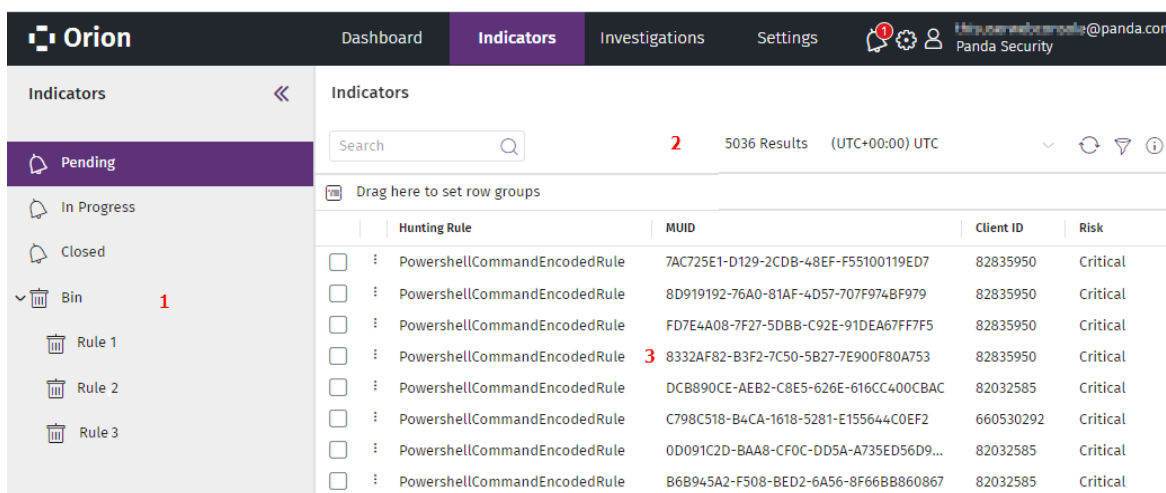 Orion
Dashboard Indicators Investigations Settings 1 @panda.com
Panda Security
Indicators
Pending
In Progress
Closed
Bin 1
Rule 1
Rule 2
Rule 3
Indicators
Search 2 5036 Results (UTC+00:00) UTC
Drag here to set row groups
Hunting Rule MUID Client ID Risk
PowershellCommandEncodedRule 7AC725E1-D129-2CDB-48EF-F55100119ED7 82835950 Critical
PowershellCommandEncodedRule 8D919192-76A0-81AF-4D57-707F974BF979 82835950 Critical
PowershellCommandEncodedRule FD7E4A08-7F27-5DBB-C92E-91DEA67FF7F5 82835950 Critical
PowershellCommandEncodedRule 3 8332AF82-B3F2-7C50-5B27-7E900F80A753 82835950 Critical
PowershellCommandEncodedRule DCB890CE-AEB2-C8E5-626E-616CC400CBAC 82032585 Critical
PowershellCommandEncodedRule C798C518-B4CA-1618-5281-E155644C0EF2 660530292 Critical
PowershellCommandEncodedRule 0D091C2D-BAA8-CF0C-DD5A-A735ED56D9... 82032585 Critical
PowershellCommandEncodedRule B6B945A2-F508-BED2-6A56-8F66BB860867 82032585 Critical